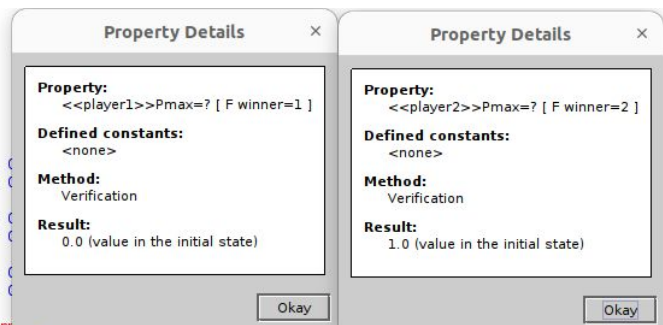 Property Details ×
Property:
<<player1>>Pmax=? [ F winner=1 ]
Defined constants:
<none>
Method:
Verification
Result:
0.0 (value in the initial state)
Okay
Property Details ×
Property:
<<player2>>Pmax=? [ F winner=2 ]
Defined constants:
<none>
Method:
Verification
Result:
1.0 (value in the initial state)
Okay